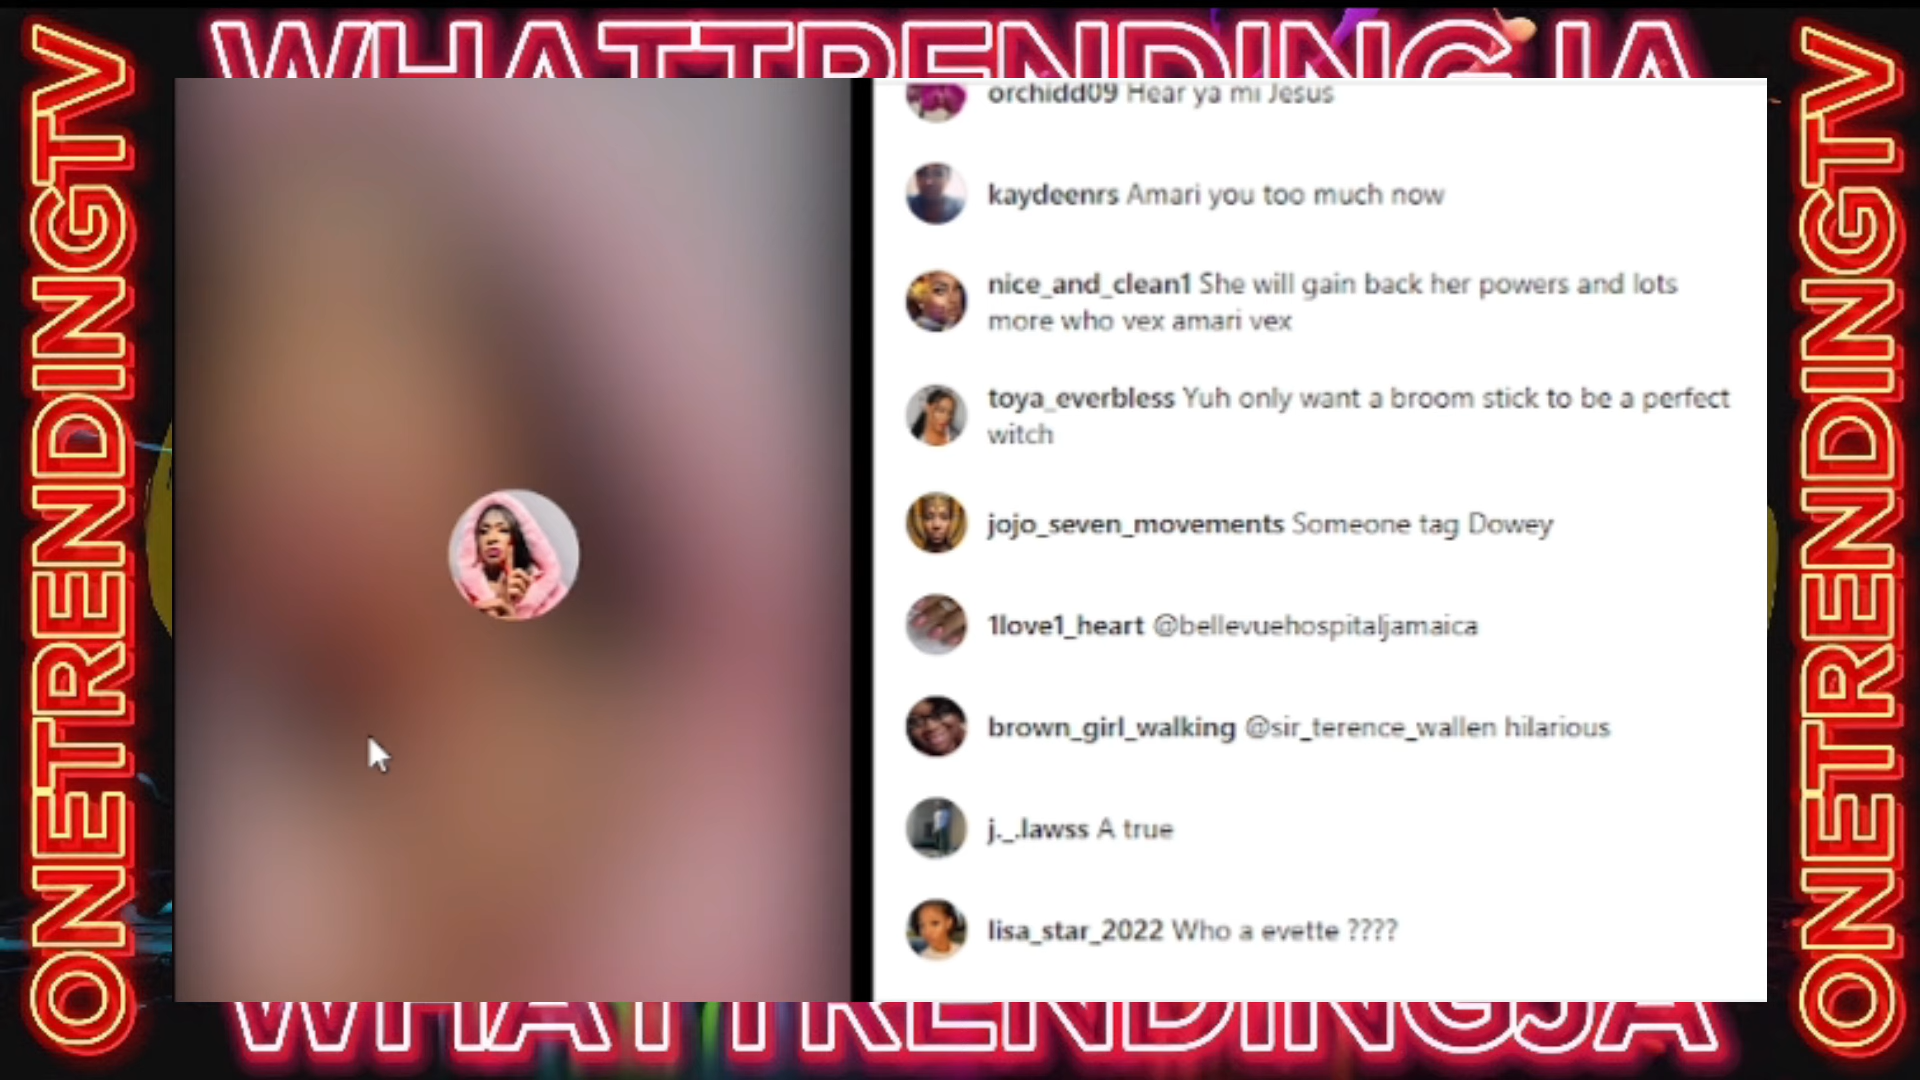 WHATTRENDINGJA
ONETRENDINGTV
orchidd09 Hear ya mi Jesus
kaydeenrs Amari you too much now
nice_and_clean1 She will gain back her powers and lots
more who vex amari vex
toya_everbless Yuh only want a broom stick to be a perfect
witch
jojo_seven_movements Someone tag Dowey
1love1_heart @bellevuehospitaljamaica
brown_girl_walking @sir_terence_wallen hilarious
j._.lawss A true
lisa_star_2022 Who a evette ????
ONETRENDINGTV
WHATTRENDINGJA